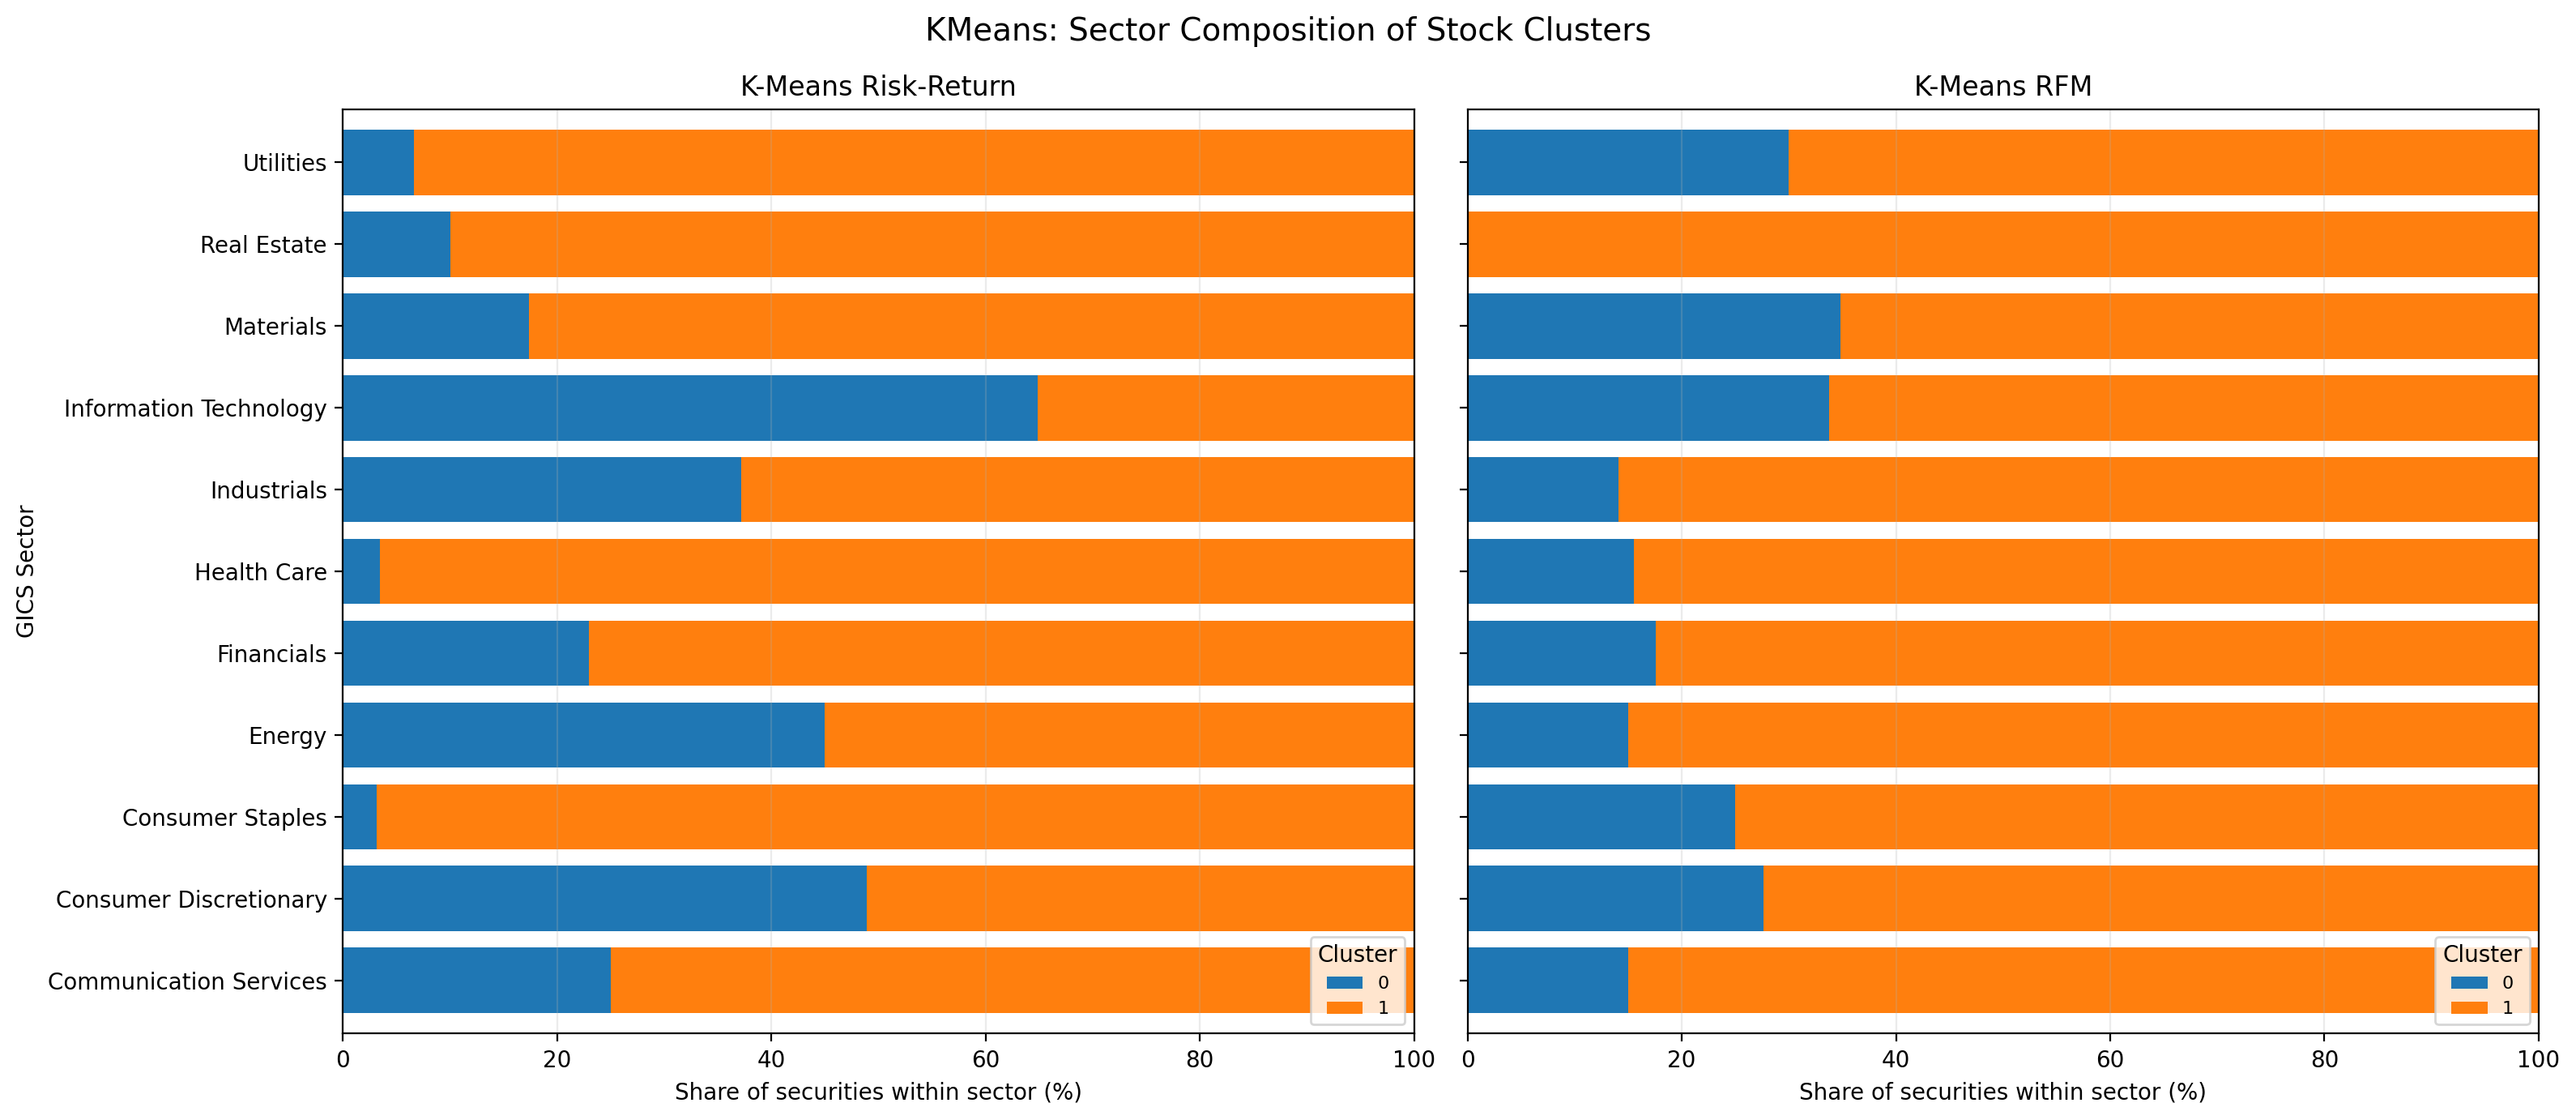 KMeans: Sector Composition of Stock Clusters
K-Means Risk-Return
GICS Sector
Utilities
Real Estate
Materials
Information Technology
Industrials
Health Care
Financials
Energy
Consumer Staples
Consumer Discretionary
Communication Services
Cluster
0
1
0 20 40 60 80 100
Share of securities within sector (%)
K-Means RFM
Cluster
0
1
0 20 40 60 80 100
Share of securities within sector (%)